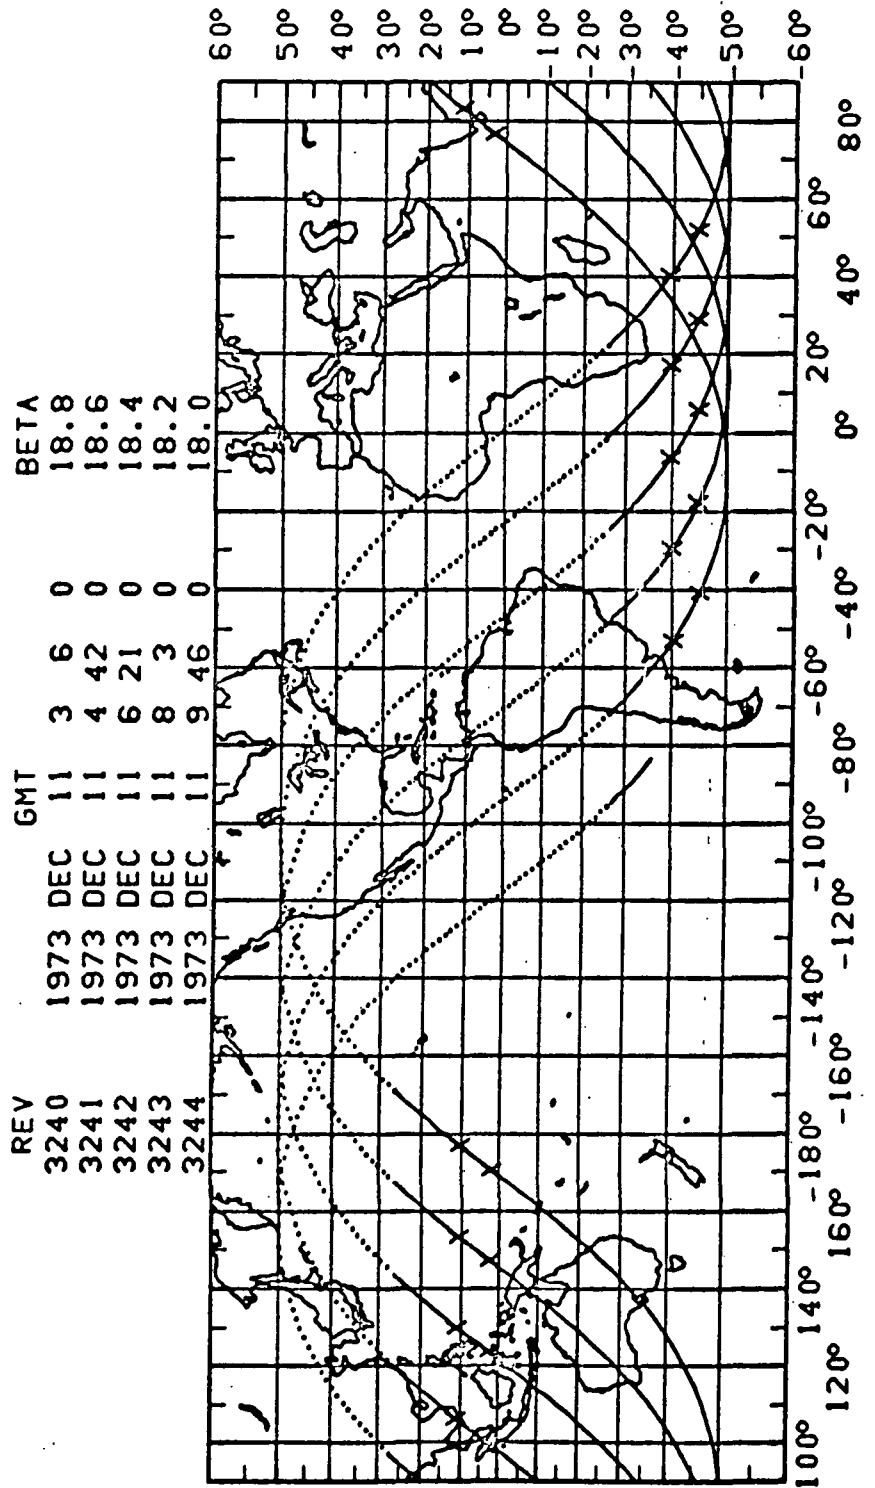 REV GMT BETA
3240 1973 DEC 11 3 6 0 18.8
3241 1973 DEC 11 4 42 0 18.6
3242 1973 DEC 11 6 21 0 18.4
3243 1973 DEC 11 8 3 0 18.2
3244 1973 DEC 11 9 46 0 18.0
60°
50°
40°
30°
20°
10°
0°
-10°
-20°
-30°
-40°
-50°
-60°
100° 120° 140° 160° -180° -160° -140° -120° -100° -80° -60° -40° -20° 0° 20° 40° 60° 80°